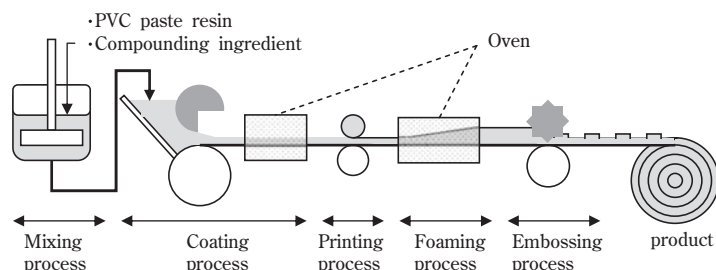 ·PVC paste resin
·Compounding ingredient
Oven
Mixing
process
Coating
process
Printing
process
Foaming
process
Embossing
process
product